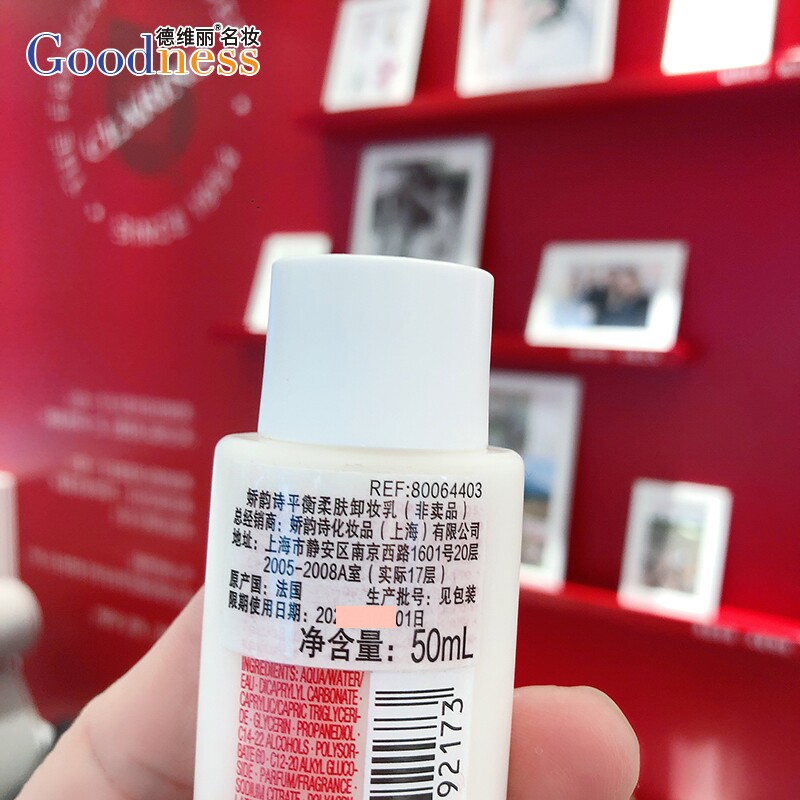 德维丽®名妆
Goodness
CLARINS
SINCE 1954
REF:80064403
娇韵诗平衡柔肤卸妆乳（非卖品）
总经销商：娇韵诗化妆品（上海）有限公司
地址：上海市静安区南京西路1601号20层
2005-2008A室（实际17层）
原产国：法国 生产批号：见包装
限期使用日期：202 01日
净含量：50mL
INGREDIENTS: AQUA/WATER/
EAU · DICAPRYLYL CARBONATE ·
CAPRYLIC/CAPRIC TRIGLYCERI-
DE · GLYCERIN · PROPANEDIOL ·
C14-22 ALCOHOLS · POLYSOR-
BATE 60 · C12-20 ALKYL GLUCO-
SIDE · PARFUM/FRAGRANCE ·
SODIUM CITRATE ·
92173